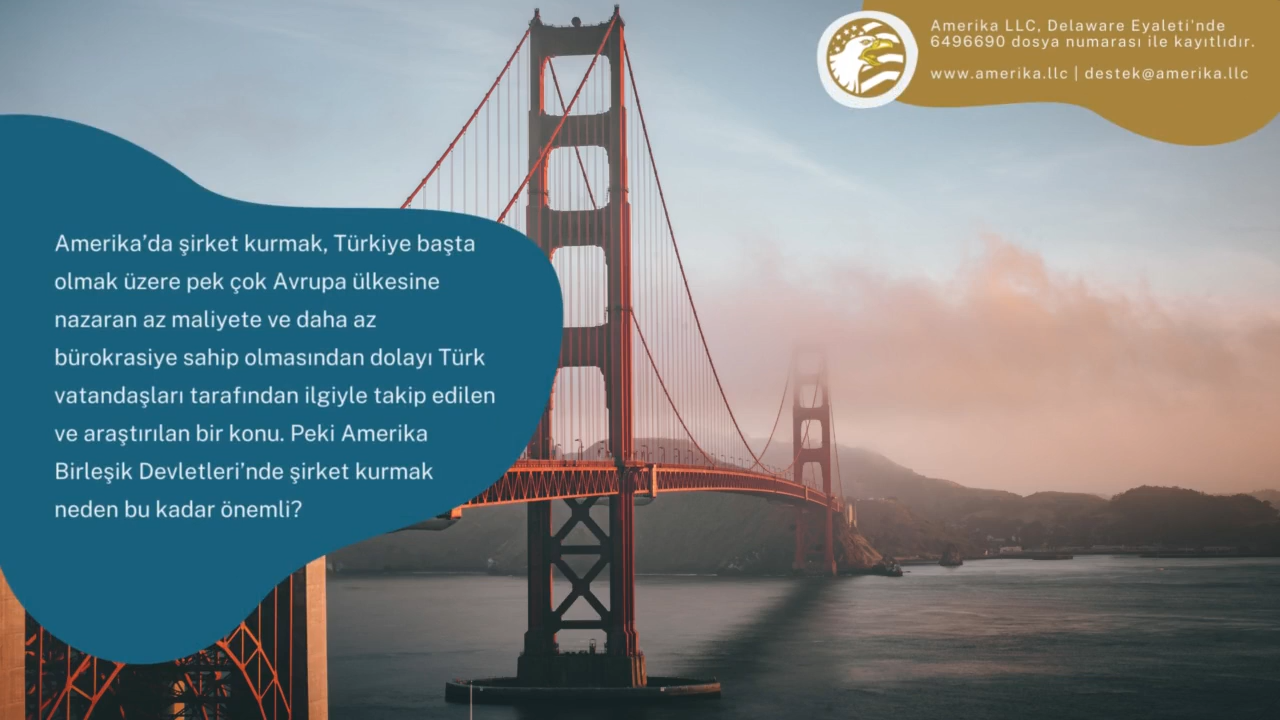 Amerika LLC, Delaware Eyaleti'nde
6496690 dosya numarası ile kayıtlıdır.
www.amerika.llc | destek@amerika.llc
Amerika'da şirket kurmak, Türkiye başta
olmak üzere pek çok Avrupa ülkesine
nazaran az maliyete ve daha az
bürokrasiye sahip olmasından dolayı Türk
vatandaşları tarafından ilgiyle takip edilen
ve araştırılan bir konu. Peki Amerika
Birleşik Devletleri'nde şirket kurmak
neden bu kadar önemli?